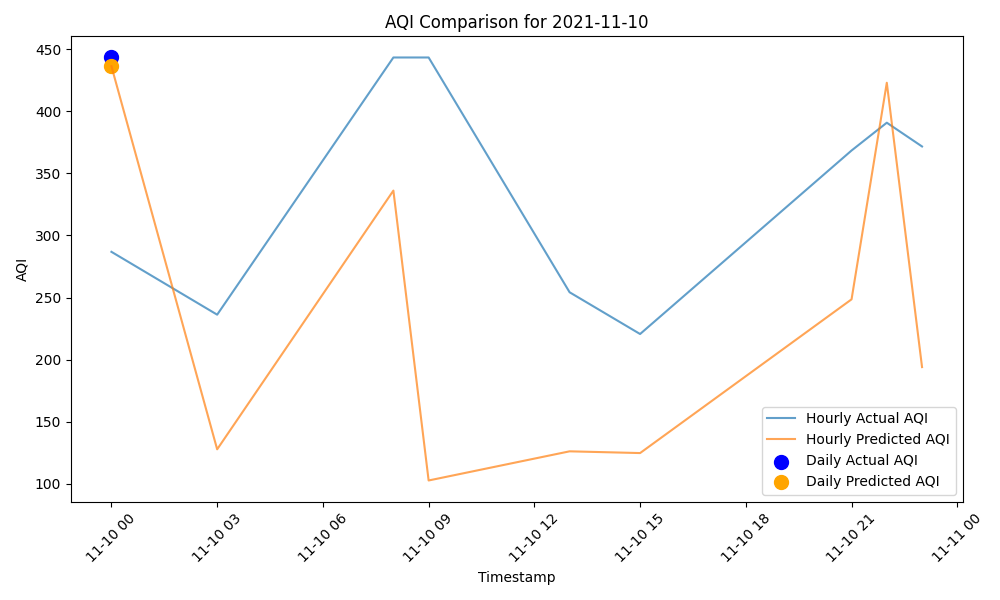 AQI Comparison for 2021-11-10
AQI
450
400
350
300
250
200
150
100
Hourly Actual AQI
Hourly Predicted AQI
Daily Actual AQI
Daily Predicted AQI
11-10 00
11-10 03
11-10 06
11-10 09
11-10 12
11-10 15
11-10 18
11-10 21
11-11 00
Timestamp